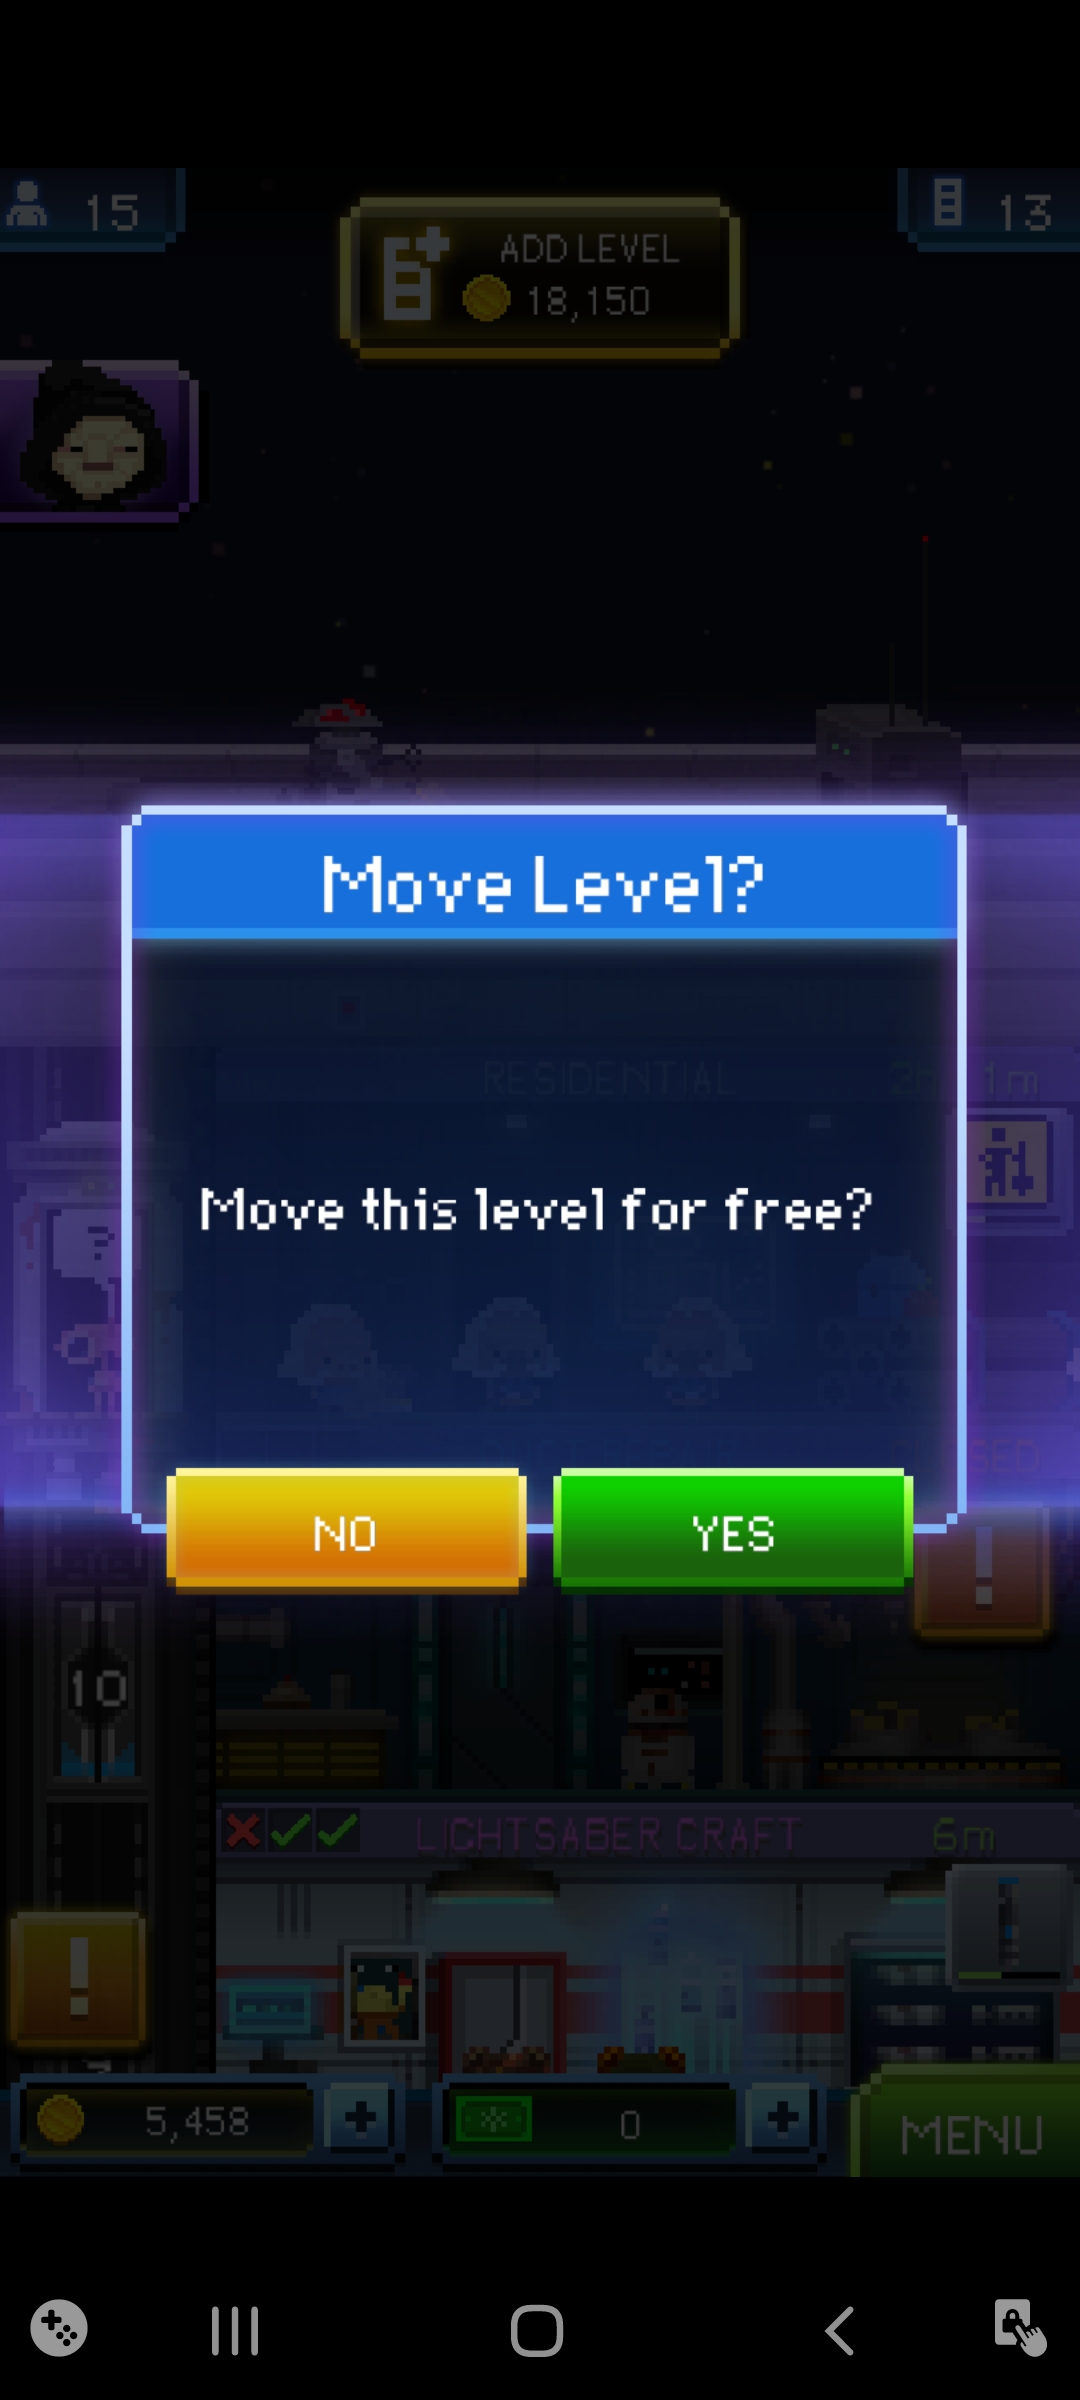 15
ADD LEVEL
18,150
13
Move Level?
RESIDENTIAL
Move this level for free?
NO
YES
!
10
LIGHTSABER CRAFT
6m
!
5,458
+
0
+
MENU